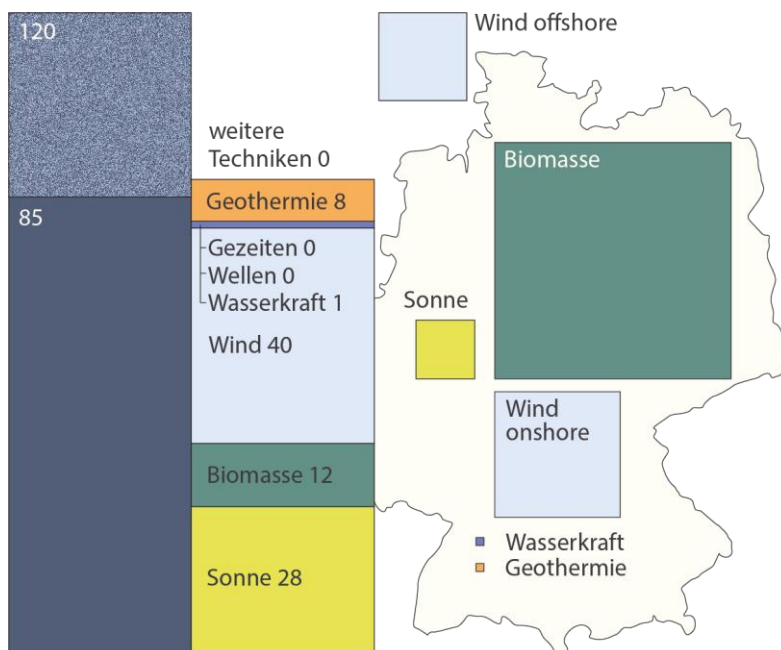 120
85
weitere
Techniken 0
Geothermie 8
Gezeiten 0
Wellen 0
Wasserkraft 1
Wind 40
Biomasse 12
Sonne 28
Wind offshore
Biomasse
Sonne
Wind
onshore
Wasserkraft
Geothermie